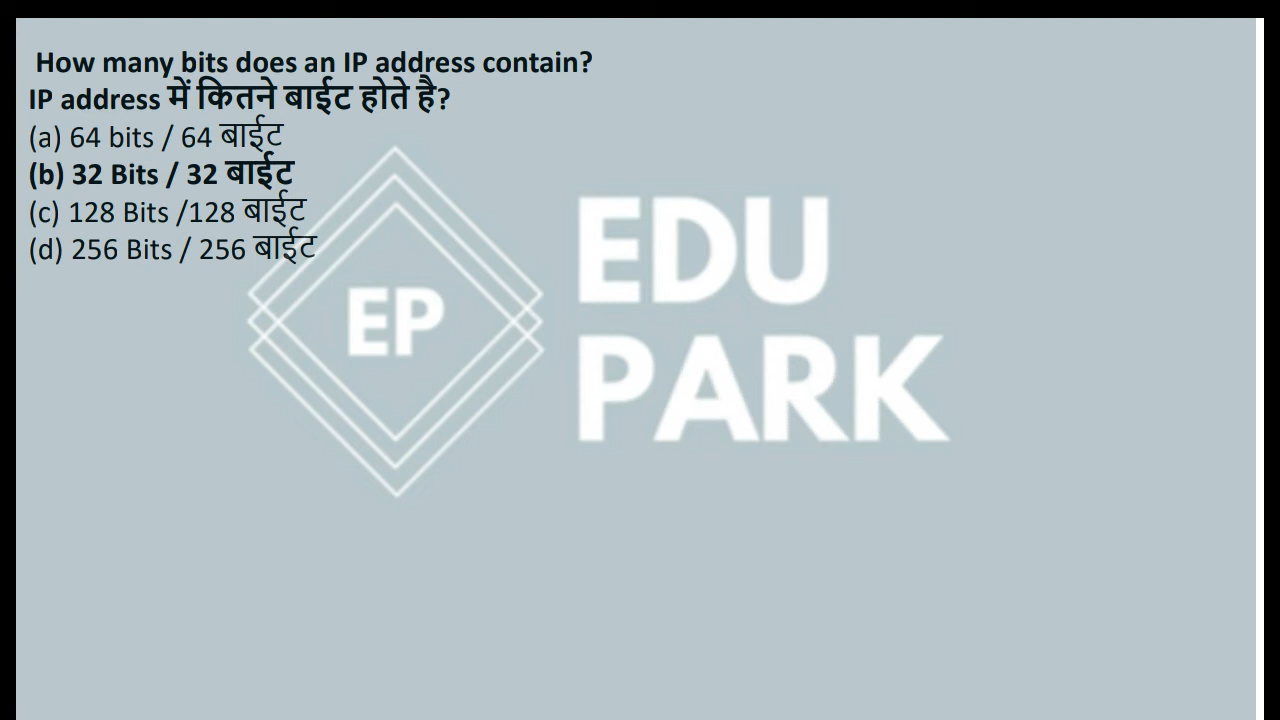 How many bits does an IP address contain?
IP address में कितने बाईट होते है?
(a) 64 bits / 64 बाईट
(b) 32 Bits / 32 बाईट
(c) 128 Bits /128 बाईट
(d) 256 Bits / 256 बाईट
EP
EDU
PARK